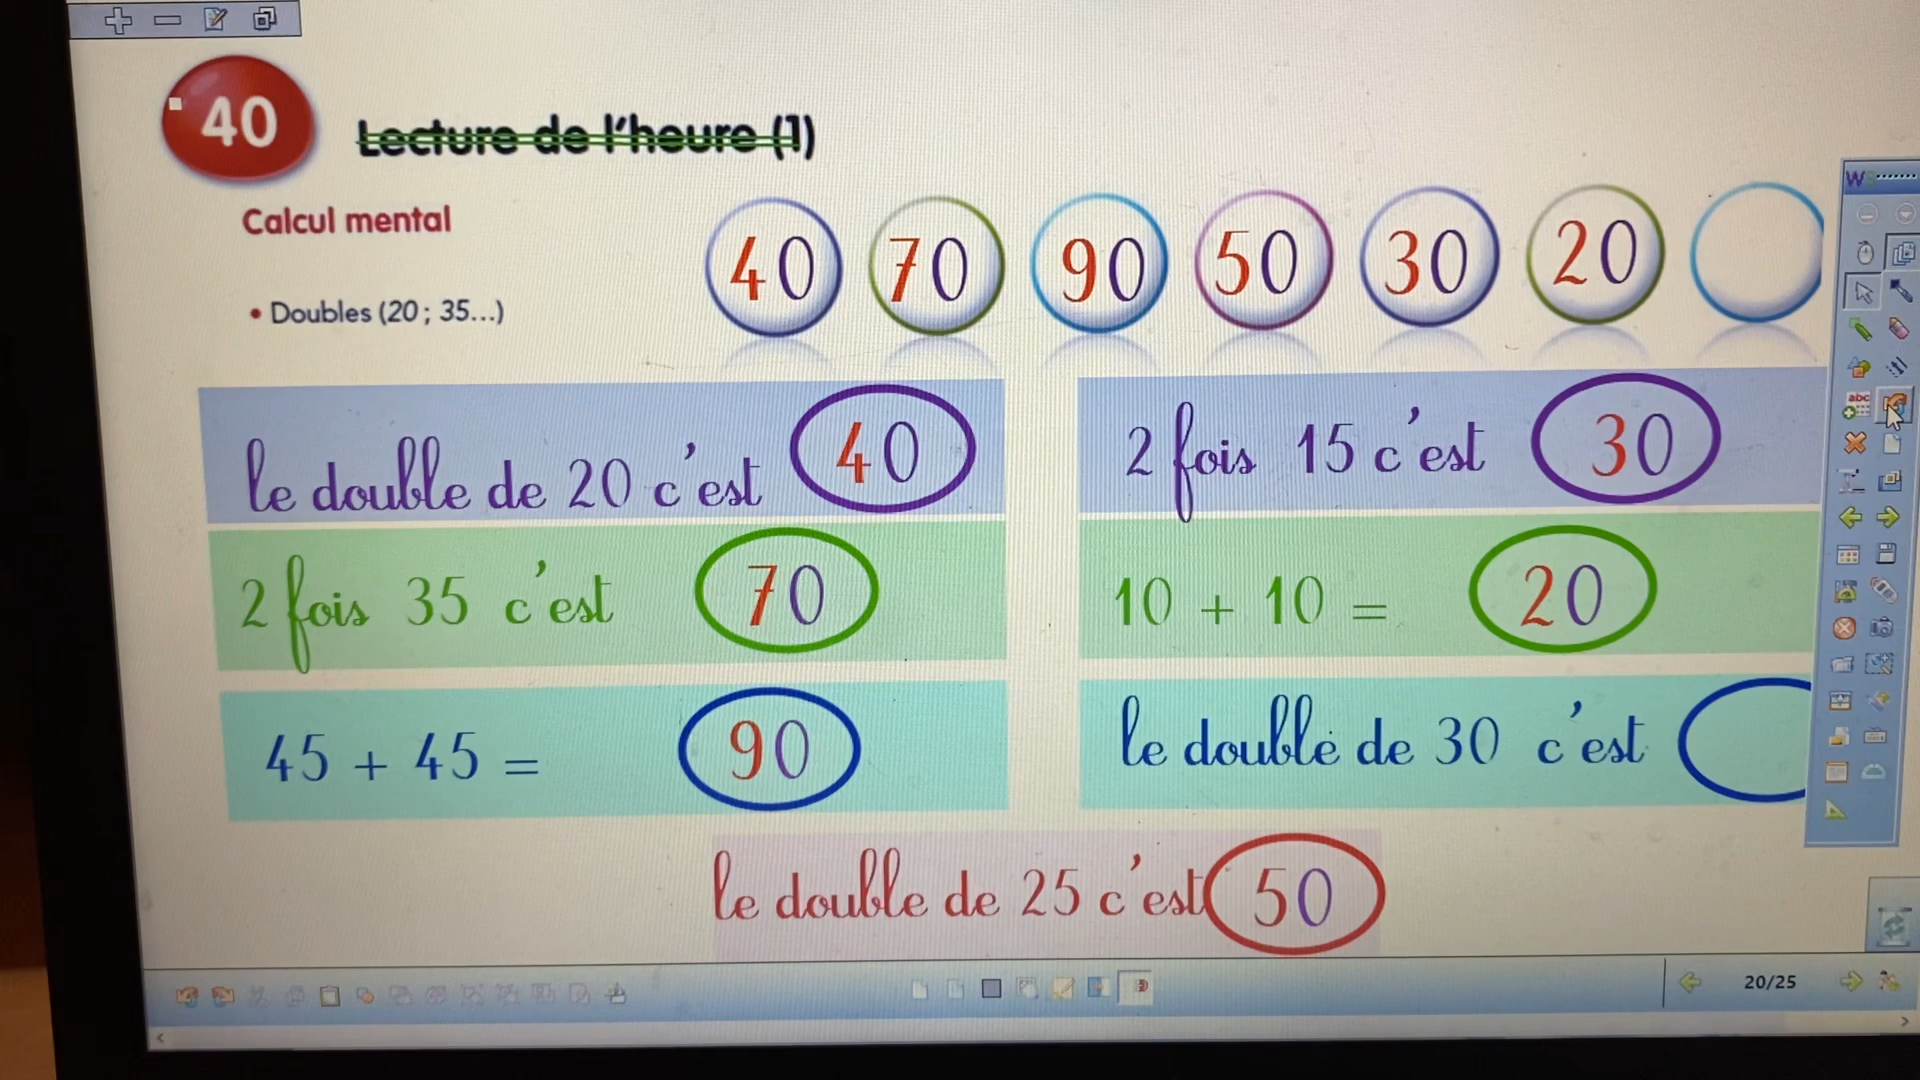 40 Lecture de l'heure (1)
Calcul mental
40 70 90 50 30 20
• Doubles (20 ; 35...)
le double de 20 c'est 40
2 fois 15 c'est 30
2 fois 35 c'est 70
10 + 10 = 20
45 + 45 = 90
le double de 30 c'est
le double de 25 c'est 50
abc
20/25